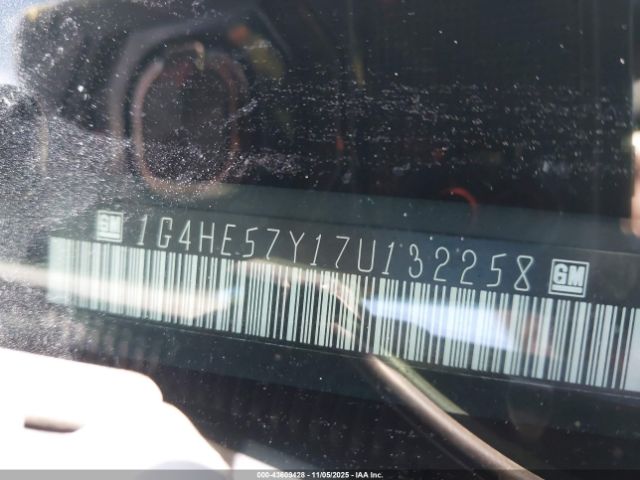 GM 1G4HE57Y17U132258 GM
000-43609428 - 11/05/2025 - IAA Inc.